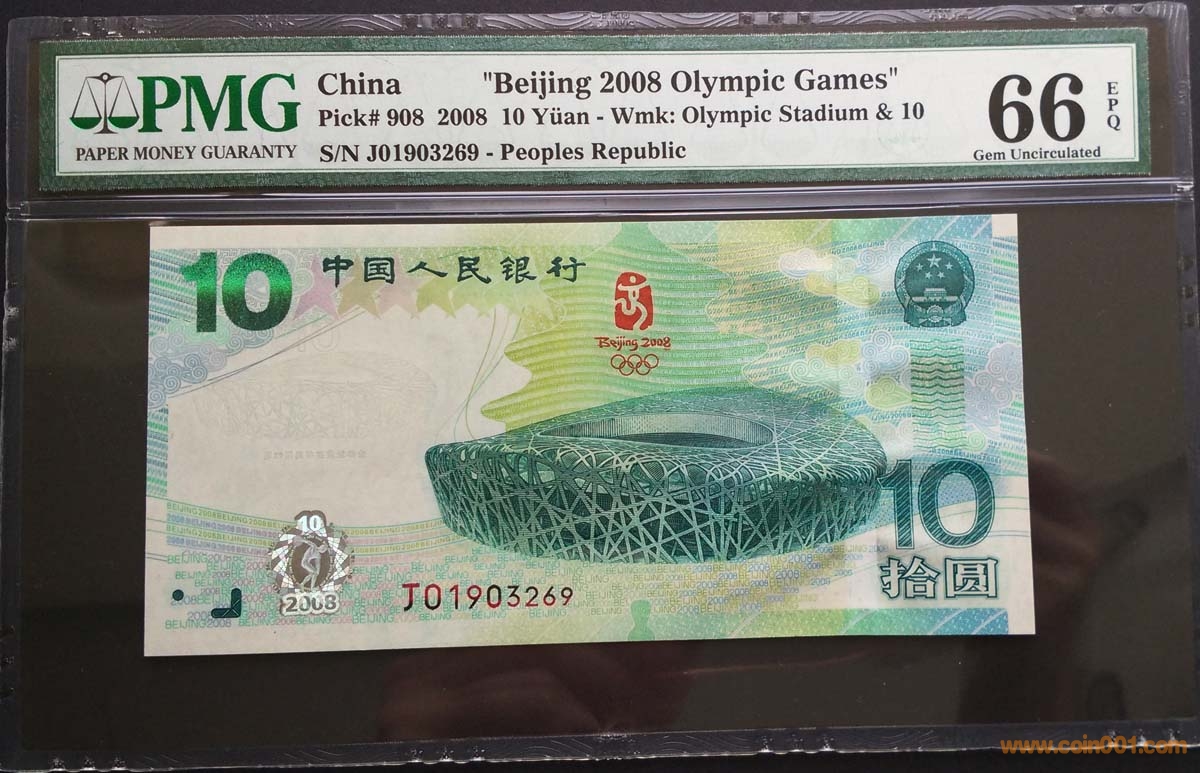 PMG
PAPER MONEY GUARANTY
China "Beijing 2008 Olympic Games"
Pick# 908 2008 10 Yüan - Wmk: Olympic Stadium & 10
S/N J01903269 - Peoples Republic
66
EPQ
Gem Uncirculated
10
中国人民银行
Beijing 2008
10
拾圆
10
2008
J01903269
BEIJING2008
www.coin001.com